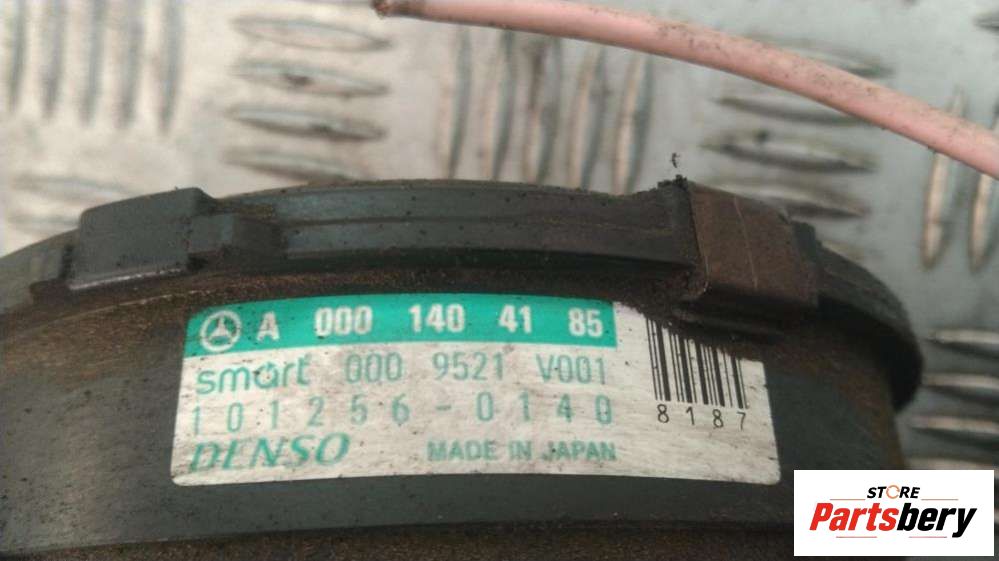 A 000 140 41 85
smart 000 9521 V001
101256-0140
DENSO MADE IN JAPAN
8187
STORE
Partsbery